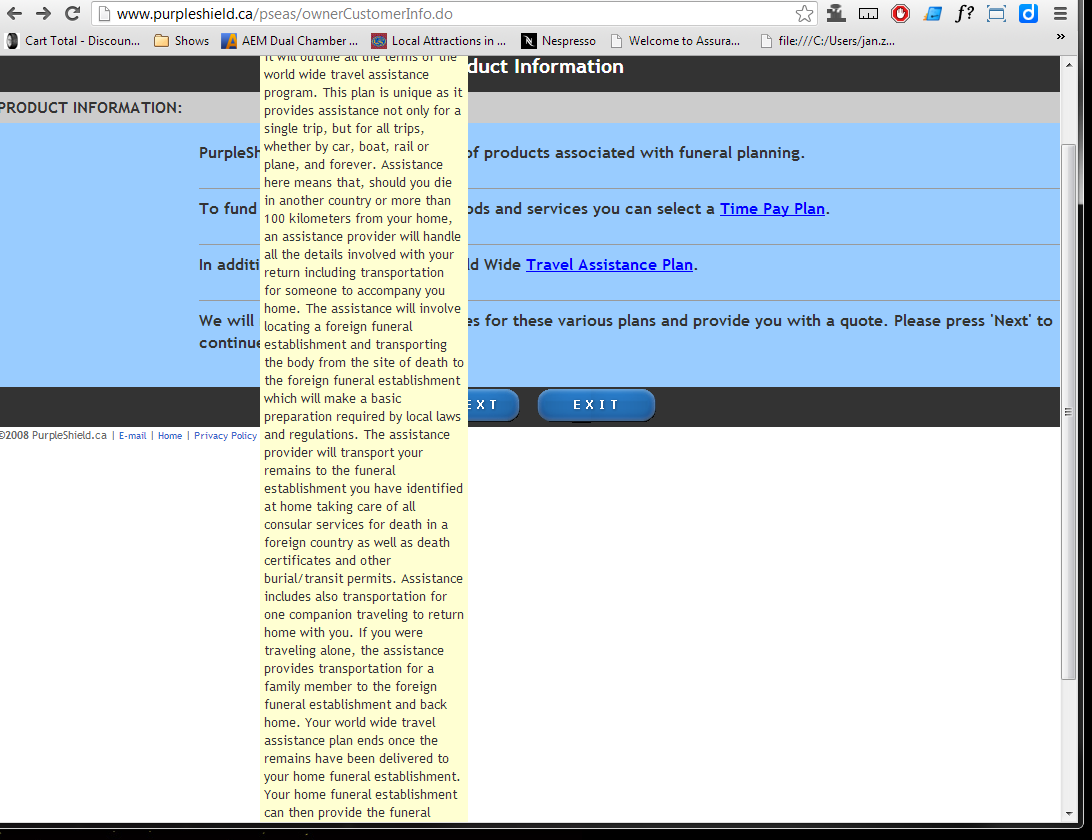 www.purpleshield.ca/pseas/ownerCustomerInfo.do
Cart Total - Discoun... Shows AEM Dual Chamber ... Local Attractions in ... Nespresso Welcome to Assura... file:///C:/Users/jan.z... »
duct Information
PRODUCT INFORMATION:
PurpleSh
of products associated with funeral planning.
To fund
ods and services you can select a Time Pay Plan.
In additi
ld Wide Travel Assistance Plan.
We will
es for these various plans and provide you with a quote. Please press 'Next' to
continue
EXT
EXIT
©2008 PurpleShield.ca | E-mail | Home | Privacy Policy
It will outline all the terms of the
world wide travel assistance
program. This plan is unique as it
provides assistance not only for a
single trip, but for all trips,
whether by car, boat, rail or
plane, and forever. Assistance
here means that, should you die
in another country or more than
100 kilometers from your home,
an assistance provider will handle
all the details involved with your
return including transportation
for someone to accompany you
home. The assistance will involve
locating a foreign funeral
establishment and transporting
the body from the site of death to
the foreign funeral establishment
which will make a basic
preparation required by local laws
and regulations. The assistance
provider will transport your
remains to the funeral
establishment you have identified
at home taking care of all
consular services for death in a
foreign country as well as death
certificates and other
burial/transit permits. Assistance
includes also transportation for
one companion traveling to return
home with you. If you were
traveling alone, the assistance
provides transportation for a
family member to the foreign
funeral establishment and back
home. Your world wide travel
assistance plan ends once the
remains have been delivered to
your home funeral establishment.
Your home funeral establishment
can then provide the funeral